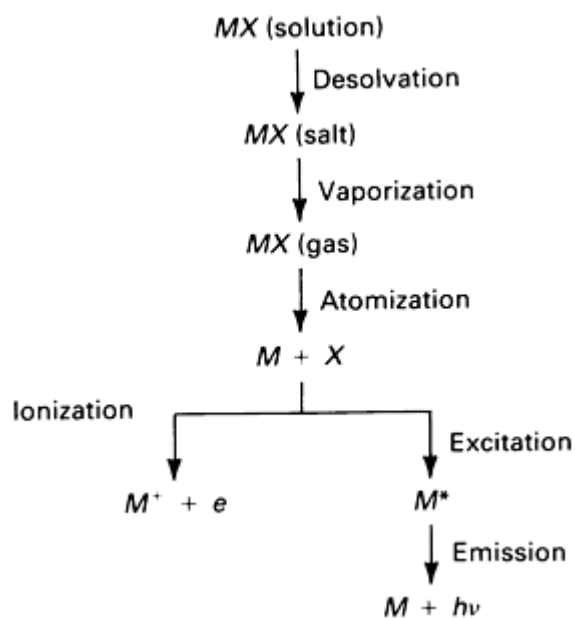 MX (solution)
Desolvation
MX (salt)
Vaporization
MX (gas)
Atomization
M + X
Ionization
Excitation
M⁺ + e
M*
Emission
M + hν